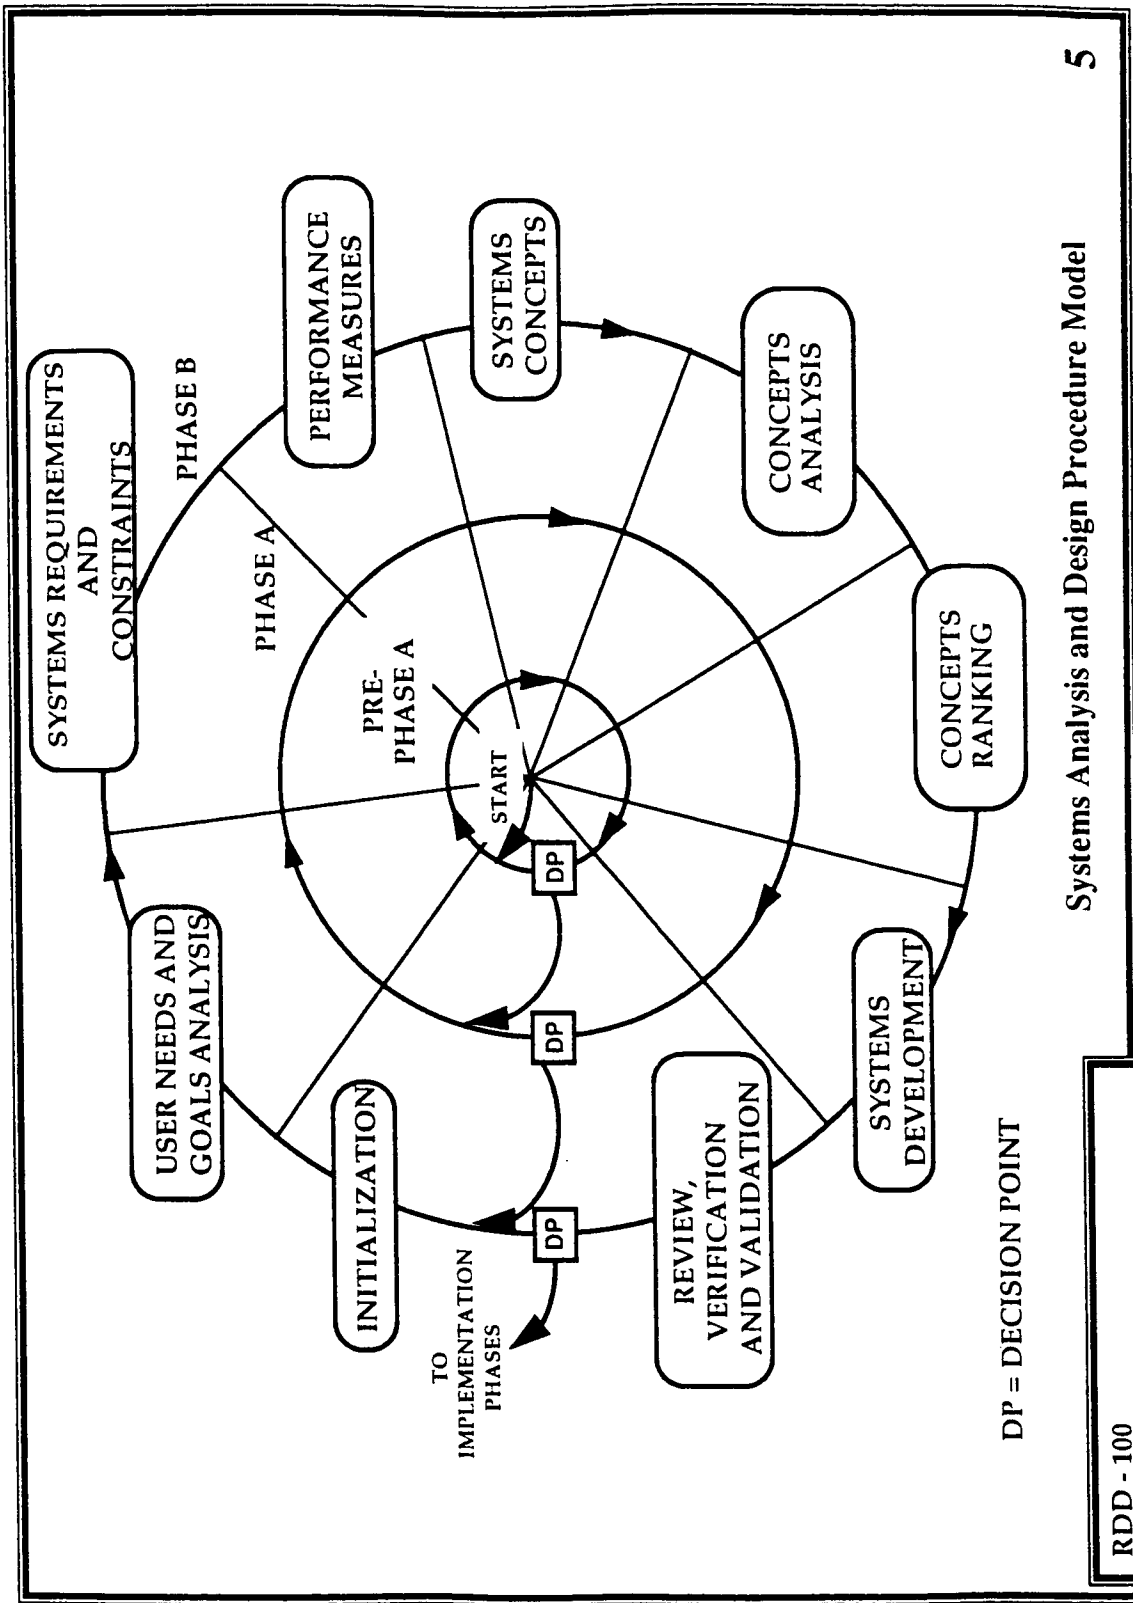 SYSTEMS REQUIREMENTS
AND
CONSTRAINTS
PHASE B
PERFORMANCE
MEASURES
USER NEEDS AND
GOALS ANALYSIS
PHASE A
INITIALIZATION
PRE-
PHASE A
SYSTEMS
CONCEPTS
START
TO
IMPLEMENTATION
PHASES
DP
DP
DP
REVIEW,
VERIFICATION
AND VALIDATION
CONCEPTS
ANALYSIS
SYSTEMS
DEVELOPMENT
CONCEPTS
RANKING
DP = DECISION POINT
Systems Analysis and Design Procedure Model
5
RDD - 100